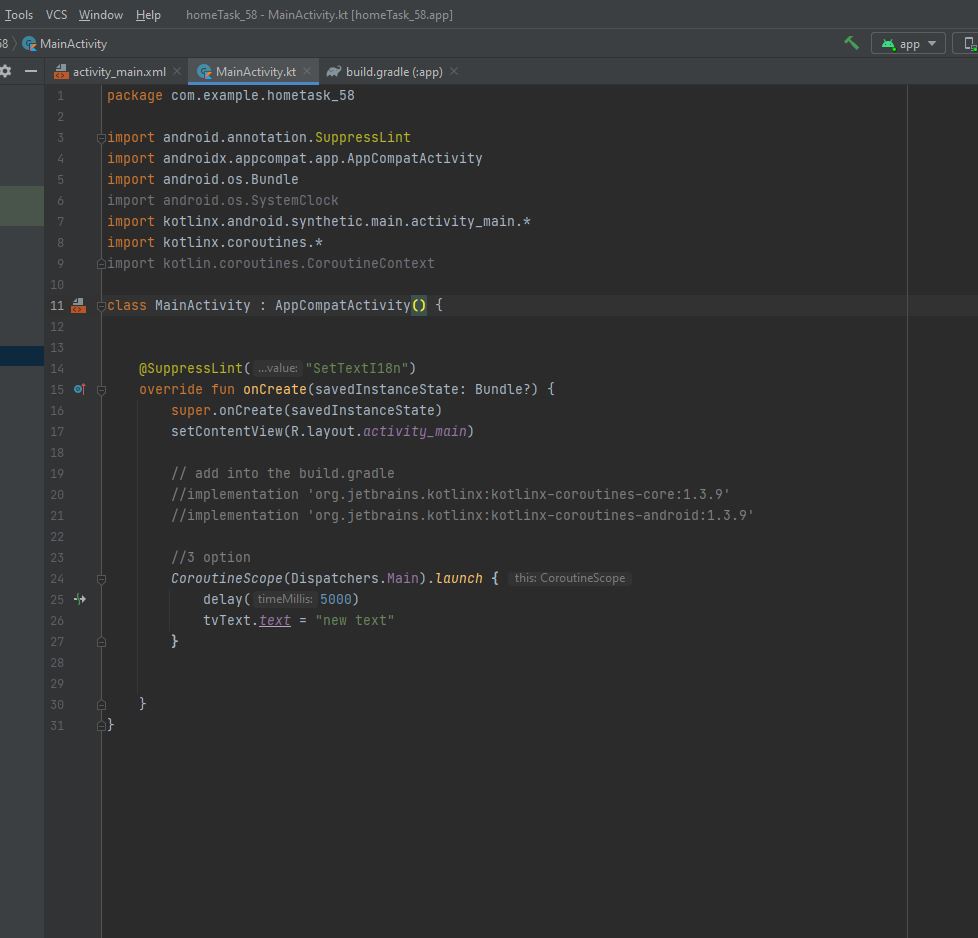 Tools VCS Window Help homeTask_58 - MainActivity.kt [homeTask_58.app]
58 MainActivity app
activity_main.xml MainActivity.kt build.gradle (:app)
1 package com.example.hometask_58
2
3 import android.annotation.SuppressLint
4 import androidx.appcompat.app.AppCompatActivity
5 import android.os.Bundle
6 import android.os.SystemClock
7 import kotlinx.android.synthetic.main.activity_main.*
8 import kotlinx.coroutines.*
9 import kotlin.coroutines.CoroutineContext
10
11 class MainActivity : AppCompatActivity() {
12
13
14 @SuppressLint( ...value: "SetTextI18n")
15 override fun onCreate(savedInstanceState: Bundle?) {
16 super.onCreate(savedInstanceState)
17 setContentView(R.layout.activity_main)
18
19 // add into the build.gradle
20 //implementation 'org.jetbrains.kotlinx:kotlinx-coroutines-core:1.3.9'
21 //implementation 'org.jetbrains.kotlinx:kotlinx-coroutines-android:1.3.9'
22
23 //3 option
24 CoroutineScope(Dispatchers.Main).launch { this: CoroutineScope
25 delay( timeMillis: 5000)
26 tvText.text = "new text"
27 }
28
29
30 }
31 }